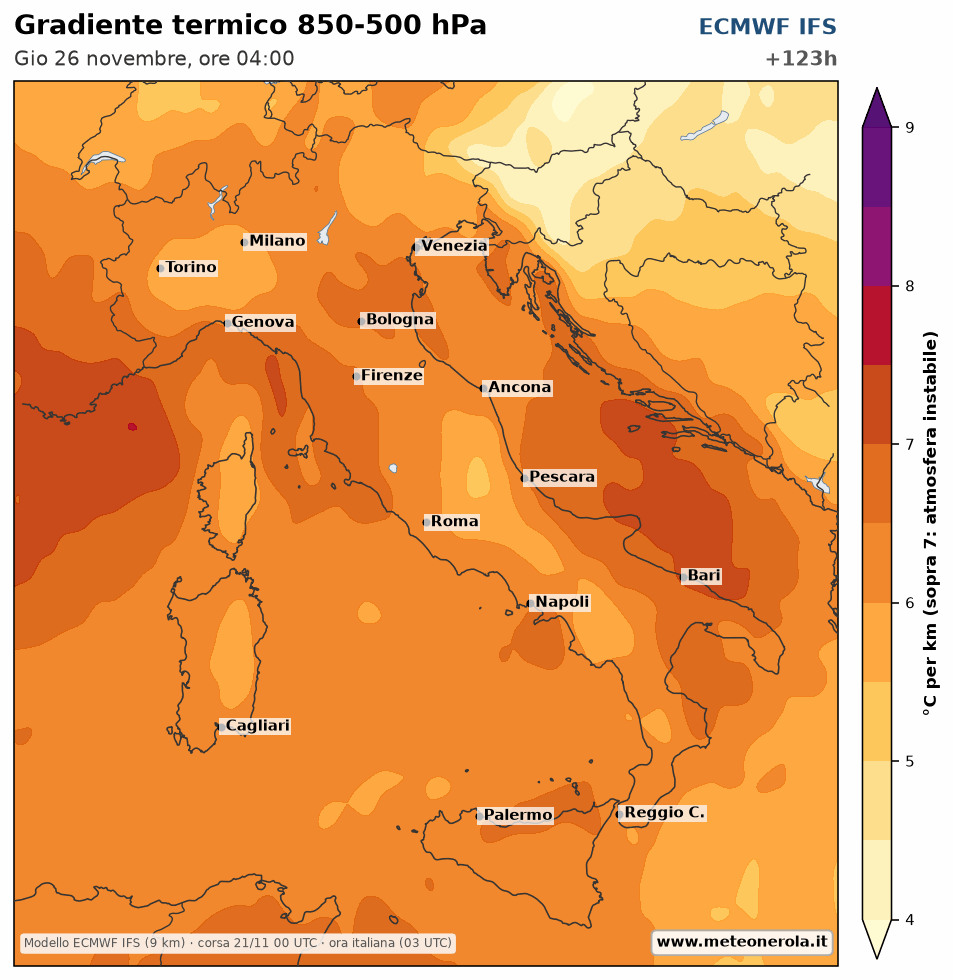 Gradiente termico 850-500 hPa
ECMWF IFS
Gio 26 novembre, ore 04:00
+123h
Milano
Venezia
Torino
Genova
Bologna
Firenze
Ancona
Pescara
Roma
Bari
Napoli
Cagliari
Palermo
Reggio C.
9
8
7
6
5
4
°C per km (sopra 7: atmosfera instabile)
Modello ECMWF IFS (9 km) · corsa 21/11 00 UTC · ora italiana (03 UTC)
www.meteonerola.it